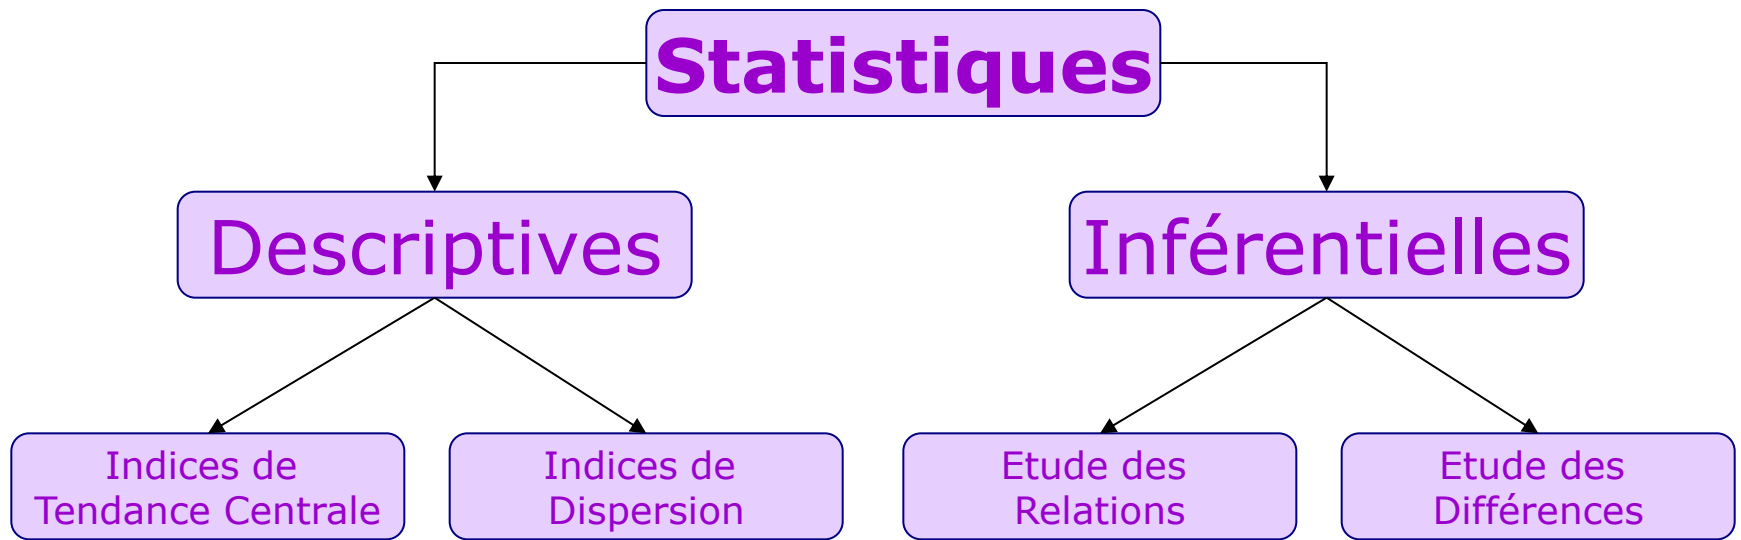 Statistiques
Descriptives
Inférentielles
Indices de
Tendance Centrale
Indices de
Dispersion
Etude des
Relations
Etude des
Différences